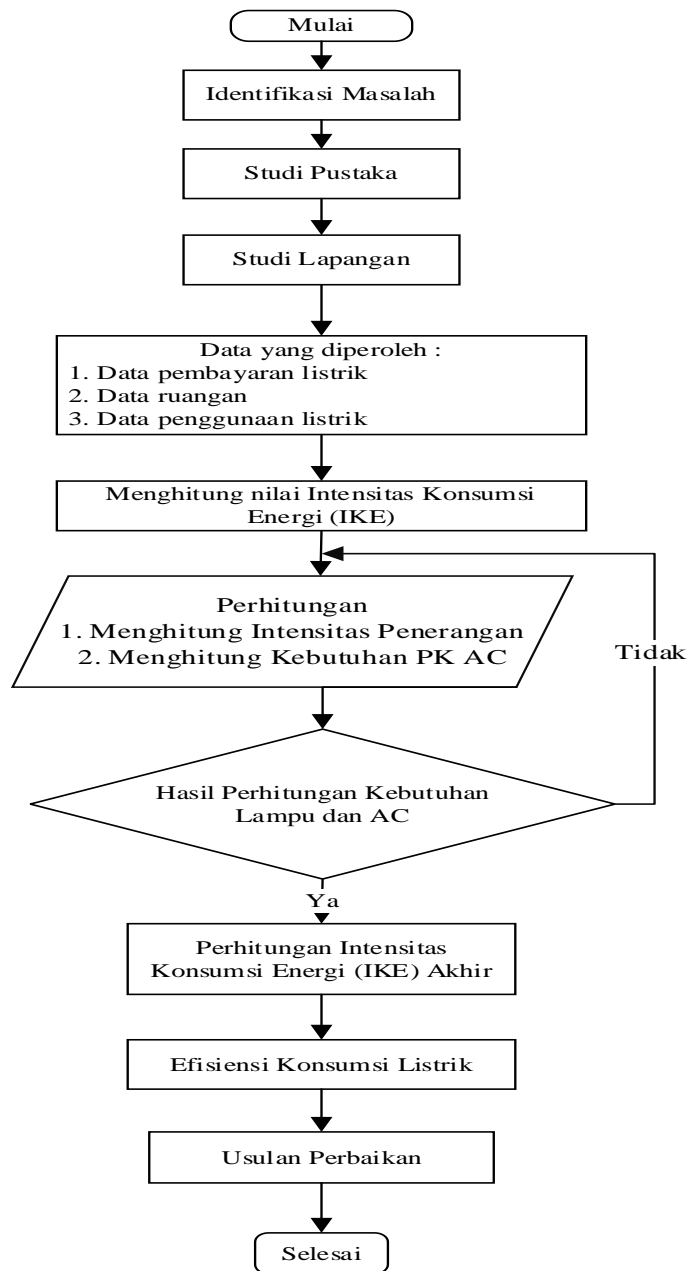 Mulai
Identifikasi Masalah
Studi Pustaka
Studi Lapangan
Data yang diperoleh :
1. Data pembayaran listrik
2. Data ruangan
3. Data penggunaan listrik
Menghitung nilai Intensitas Konsumsi
Energi (IKE)
Perhitungan
1. Menghitung Intensitas Penerangan
2. Menghitung Kebutuhan PK AC
Tidak
Hasil Perhitungan Kebutuhan
Lampu dan AC
Ya
Perhitungan Intensitas
Konsumsi Energi (IKE) Akhir
Efisiensi Konsumsi Listrik
Usulan Perbaikan
Selesai